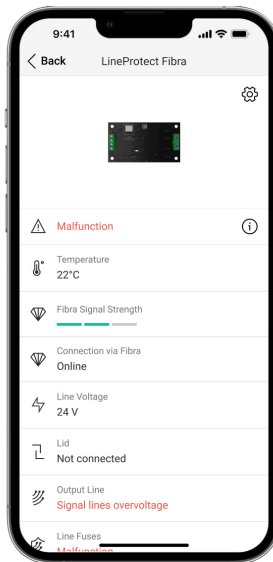 9:41
Back LineProtect Fibra
Malfunction
Temperature
22°C
Fibra Signal Strength
Connection via Fibra
Online
Line Voltage
24 V
Lid
Not connected
Output Line
Signal lines overvoltage
Line Fuses
Malfunction